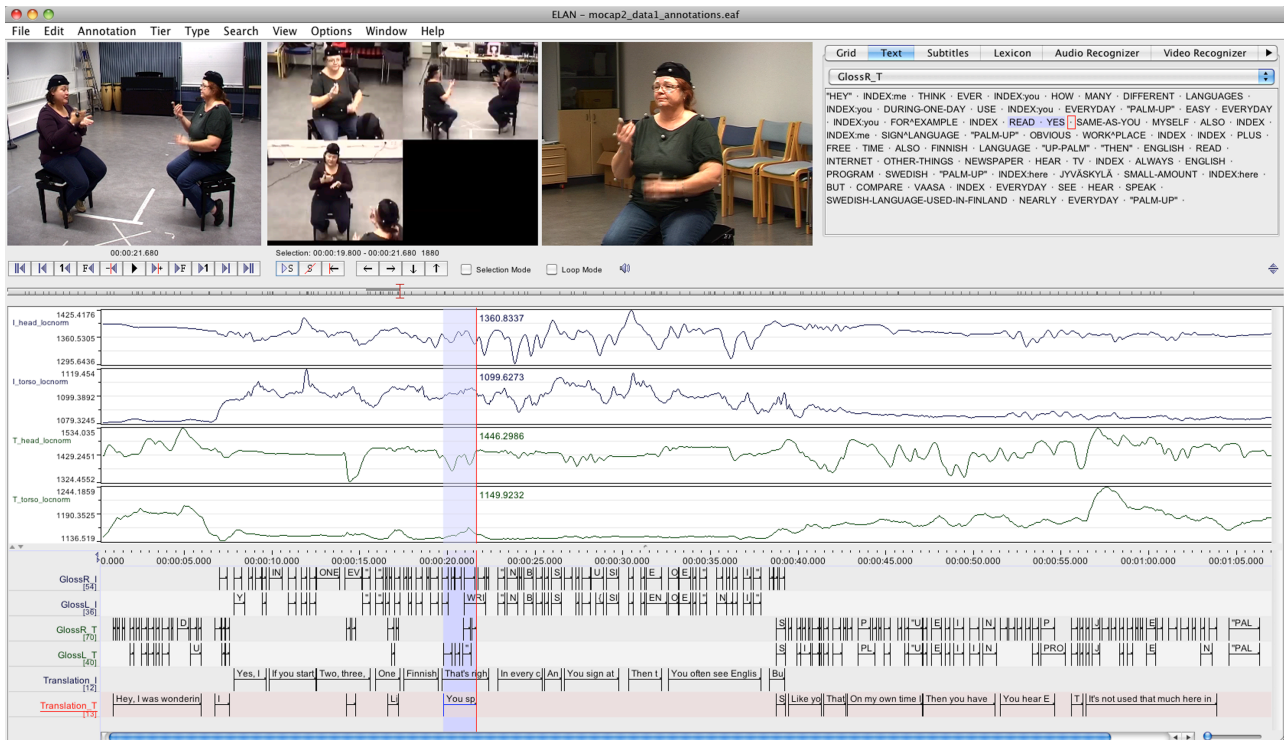 ELAN - mocap2_data1_annotations.eaf
File Edit Annotation Tier Type Search View Options Window Help
Grid Text Subtitles Lexicon Audio Recognizer Video Recognizer
GlossR_T
"HEY" · INDEX:me · THINK · EVER · INDEX:you · HOW · MANY · DIFFERENT · LANGUAGES ·
INDEX:you · DURING-ONE-DAY · USE · INDEX:you · EVERYDAY · "PALM-UP" · EASY · EVERYDAY
· INDEX:you · FOR^EXAMPLE · INDEX · READ · YES · SAME-AS-YOU · MYSELF · ALSO · INDEX ·
INDEX:me · SIGN^LANGUAGE · "PALM-UP" · OBVIOUS · WORK^PLACE · INDEX · INDEX · PLUS ·
FREE · TIME · ALSO · FINNISH · LANGUAGE · "UP-PALM" · "THEN" · ENGLISH · READ ·
INTERNET · OTHER-THINGS · NEWSPAPER · HEAR · TV · INDEX · ALWAYS · ENGLISH ·
PROGRAM · SWEDISH · "PALM-UP" · INDEX:here · JYVÄSKYLÄ · SMALL-AMOUNT · INDEX:here ·
BUT · COMPARE · VAASA · INDEX · EVERYDAY · SEE · HEAR · SPEAK ·
SWEDISH-LANGUAGE-USED-IN-FINLAND · NEARLY · EVERYDAY · "PALM-UP" ·
00:00:21.680
Selection: 00:00:19.800 - 00:00:21.680 1880
Selection Mode Loop Mode
I_head_locnorm 1425.4176 1360.5305 1295.6436 1360.8337
I_torso_locnorm 1119.454 1099.3892 1079.3245 1099.6273
T_head_locnorm 1534.035 1429.2451 1324.4552 1446.2986
T_torso_locnorm 1244.1859 1190.3525 1136.519 1149.9232
00:00:05.000 00:00:10.000 00:00:15.000 00:00:20.000 00:00:25.000 00:00:30.000 00:00:35.000 00:00:40.000 00:00:45.000 00:00:50.000 00:00:55.000 00:01:00.000 00:01:05.000
GlossR_I [54] IN ONE EV " " " N B S U SI E O E " I "
GlossL_I [36] Y " " WRI " N B S SI EN O E " N I "
GlossR_T [70] D S P "U E I N P J E "PAL
GlossL_T [40] U " S I PL "U E I I N PRO J E N "PAL
Translation_I [12] Yes, I If you start Two, three, One Finnish That's righ In every c An You sign at Then t You often see Englis Bu
Translation_T [13] Hey, I was wonderin I Li You sp S Like yo That On my own time I Then you have You hear E T It's not used that much here in